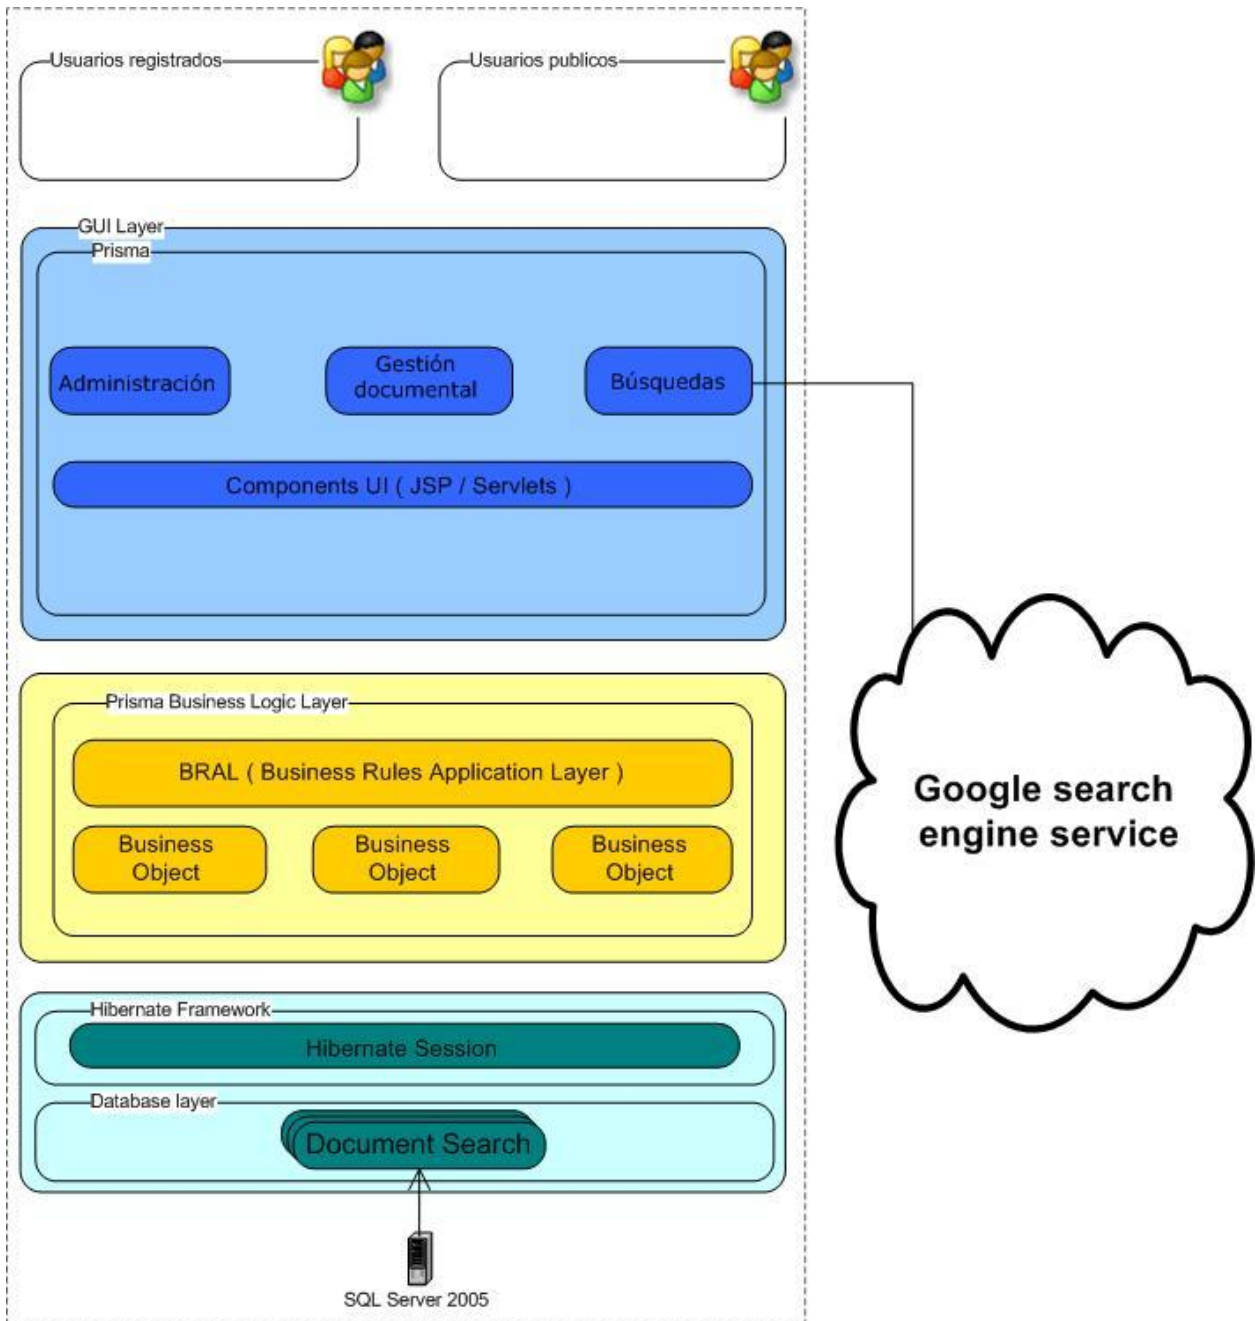 Usuarios registrados
Usuarios publicos
GUI Layer
Prisma
Administración
Gestión
documental
Búsquedas
Components UI ( JSP / Servlets )
Prisma Business Logic Layer
BRAL ( Business Rules Application Layer )
Business
Object
Business
Object
Business
Object
Google search
engine service
Hibernate Framework
Hibernate Session
Database layer
Document Search
SQL Server 2005